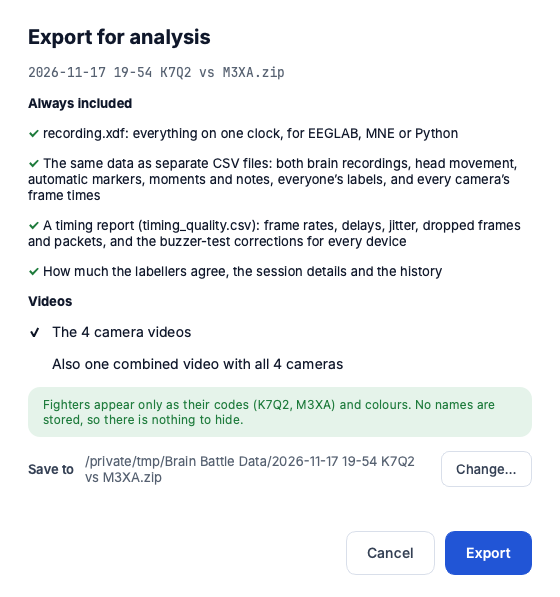 Export for analysis
2026-11-17 19-54 K7Q2 vs M3XA.zip
Always included
✓ recording.xdf: everything on one clock, for EEGLAB, MNE or Python
✓ The same data as separate CSV files: both brain recordings, head movement,
automatic markers, moments and notes, everyone’s labels, and every camera’s
frame times
✓ A timing report (timing_quality.csv): frame rates, delays, jitter, dropped frames
and packets, and the buzzer-test corrections for every device
✓ How much the labellers agree, the session details and the history
Videos
✓ The 4 camera videos
Also one combined video with all 4 cameras
Fighters appear only as their codes (K7Q2, M3XA) and colours. No names are
stored, so there is nothing to hide.
Save to /private/tmp/Brain Battle Data/2026-11-17 19-54 K7Q2
vs M3XA.zip
Change...
Cancel Export